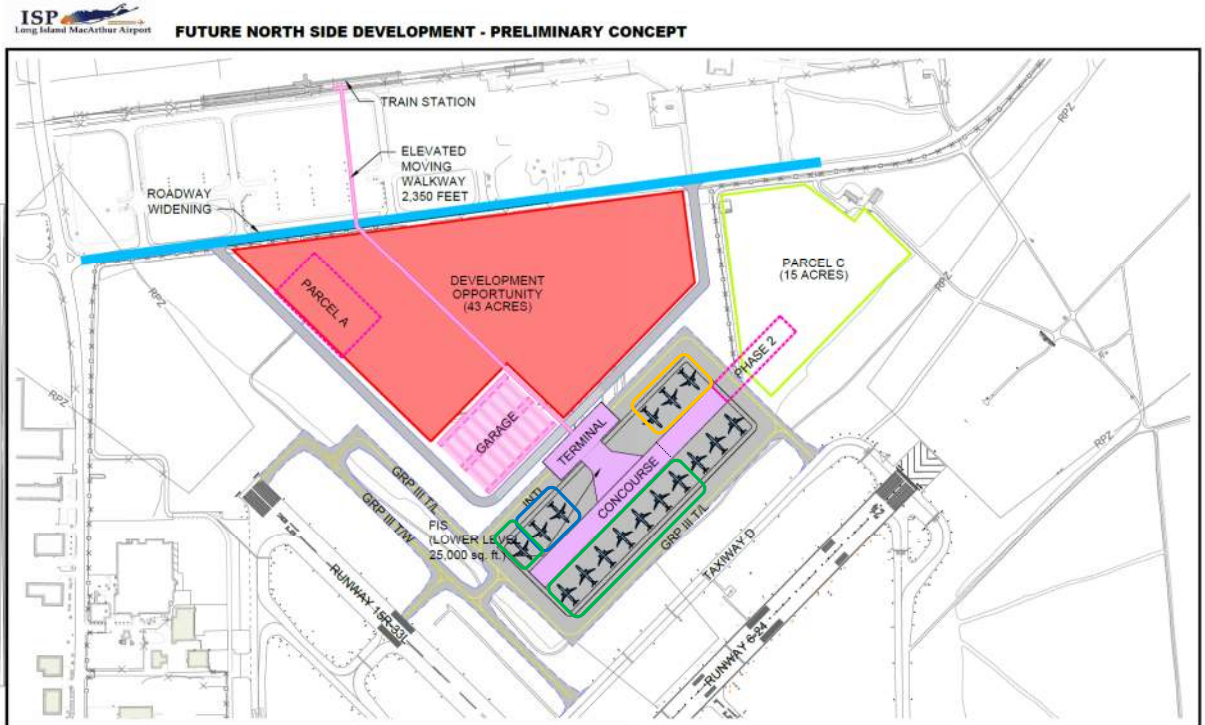 ISP
Long Island MacArthur Airport
FUTURE NORTH SIDE DEVELOPMENT - PRELIMINARY CONCEPT
TRAIN STATION
ELEVATED
MOVING
WALKWAY
2,350 FEET
ROADWAY
WIDENING
RPZ
PARCEL A
DEVELOPMENT
OPPORTUNITY
(43 ACRES)
PARCEL C
(15 ACRES)
RPZ
RPZ
RPZ
RPZ
PHASE 2
GARAGE
TERMINAL
CONCOURSE
INTL
FIS
(LOWER LEVEL
25,000 sq. ft.)
GRP III T/L
GRP III T/W
GRP III T/L
TAXIWAY D
RUNWAY 15R-33L
RUNWAY 6-24
24